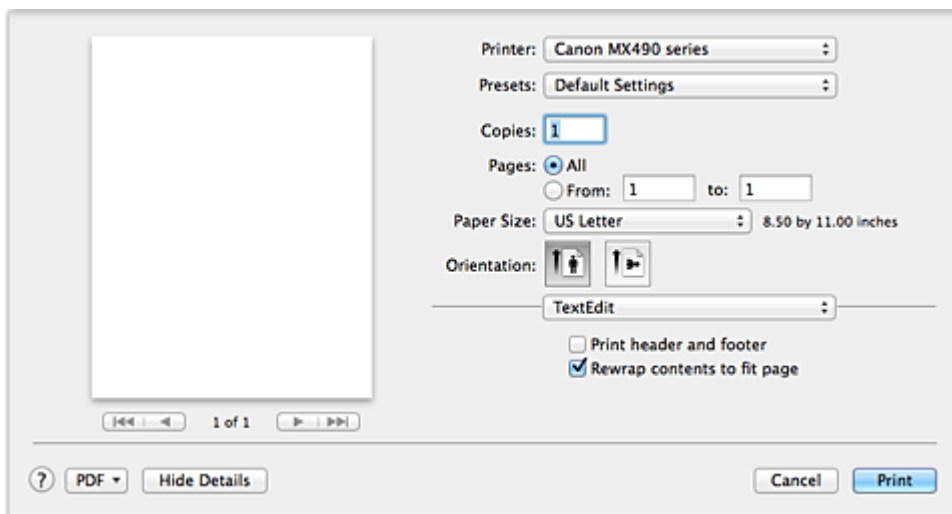 Printer: Canon MX490 series
Presets: Default Settings
Copies: 1
Pages: All
From: 1 to: 1
Paper Size: US Letter 8.50 by 11.00 inches
Orientation:
TextEdit
Print header and footer
Rewrap contents to fit page
1 of 1
? PDF Hide Details Cancel Print